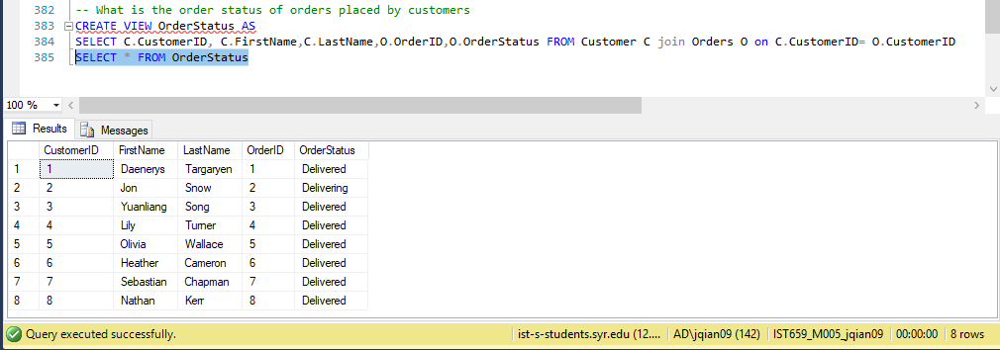 382 -- What is the order status of orders placed by customers
383 CREATE VIEW OrderStatus AS
384 SELECT C.CustomerID, C.FirstName,C.LastName,O.OrderID,O.OrderStatus FROM Customer C join Orders O on C.CustomerID= O.CustomerID
385 SELECT * FROM OrderStatus
100 %
Results Messages
CustomerID FirstName LastName OrderID OrderStatus
1 1 Daenerys Targaryen 1 Delivered
2 2 Jon Snow 2 Delivering
3 3 Yuanliang Song 3 Delivered
4 4 Lily Turner 4 Delivered
5 5 Olivia Wallace 5 Delivered
6 6 Heather Cameron 6 Delivered
7 7 Sebastian Chapman 7 Delivered
8 8 Nathan Kerr 8 Delivered
Query executed successfully. ist-s-students.syr.edu (12.... AD\jqian09 (142) IST659_M005_jqian09 00:00:00 8 rows